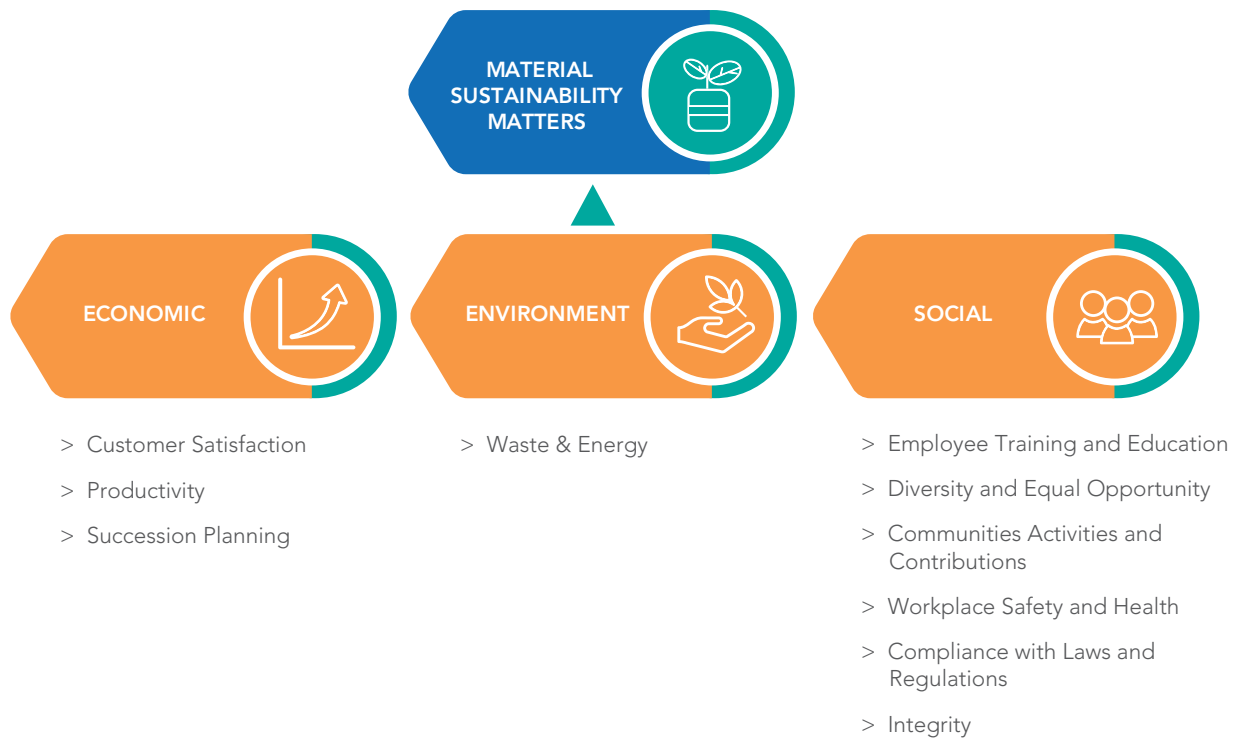 MATERIAL
SUSTAINABILITY
MATTERS
ECONOMIC
> Customer Satisfaction
> Productivity
> Succession Planning
ENVIRONMENT
> Waste & Energy
SOCIAL
> Employee Training and Education
> Diversity and Equal Opportunity
> Communities Activities and
Contributions
> Workplace Safety and Health
> Compliance with Laws and
Regulations
> Integrity